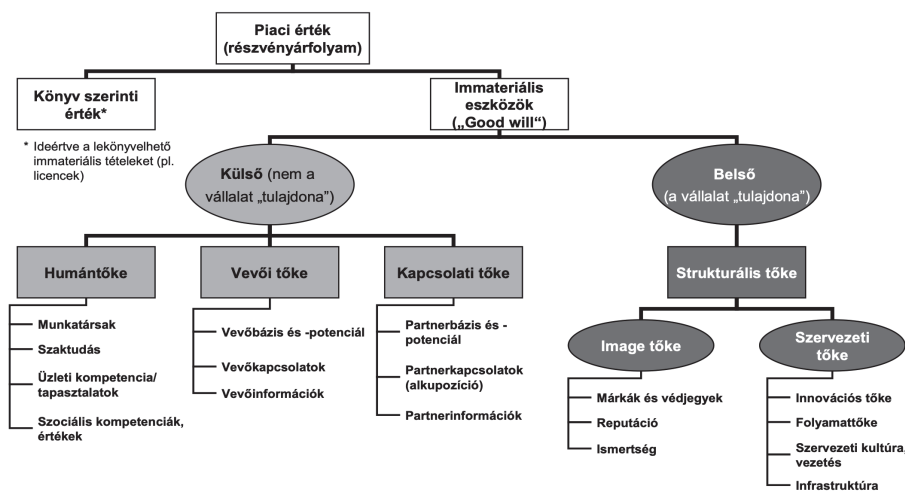 Piaci érték
(részvényárfolyam)
Könyv szerinti
érték*
Immateriális
eszközök
(„Good will“)
* Ideértve a lekönyvelhető
immateriális tételeket (pl.
licencek)
Külső (nem a
vállalat „tulajdona”)
Belső
(a vállalat „tulajdona”)
Humántőke
Vevői tőke
Kapcsolati tőke
Strukturális tőke
Munkatársak
Szaktudás
Üzleti kompetencia/
tapasztalatok
Szociális kompetenciák,
értékek
Vevőbázis és -potenciál
Vevőkapcsolatok
Vevőinformációk
Partnerbázis és -
potenciál
Partnerkapcsolatok
(alkupozíció)
Partnerinformációk
Image tőke
Szervezeti
tőke
Márkák és védjegyek
Reputáció
Ismertség
Innovációs tőke
Folyamattőke
Szervezeti kultúra,
vezetés
Infrastruktúra